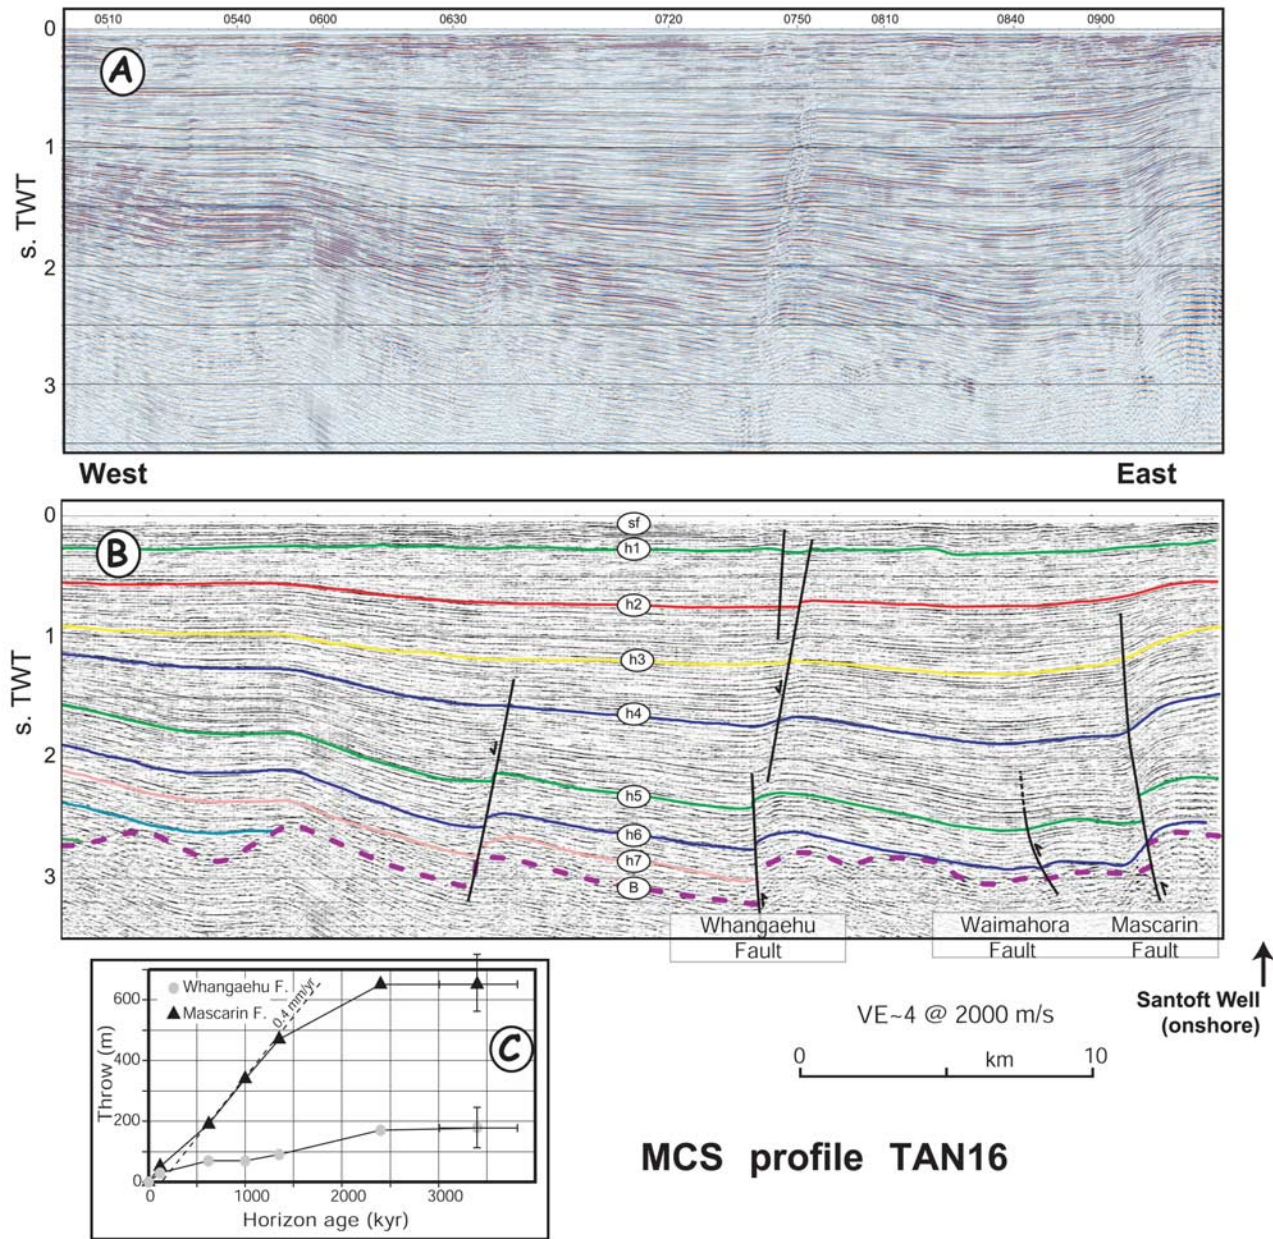 0510 0540 0600 0630 0720 0750 0810 0840 0900
0
A
1
s. TWT
2
3
West East
0
sf
B
h1
h2
1
h3
s. TWT
h4
2
h5
h6
h7
3
B
Whangaehu Waimahora Mascarin
Fault Fault Fault
Santoft Well
(onshore)
VE~4 @ 2000 m/s
0 km 10
MCS profile TAN16
Whangaehu F.
Mascarin F.
0.4 mm/yr
C
600
400
200
0
Throw (m)
0 1000 2000 3000
Horizon age (kyr)